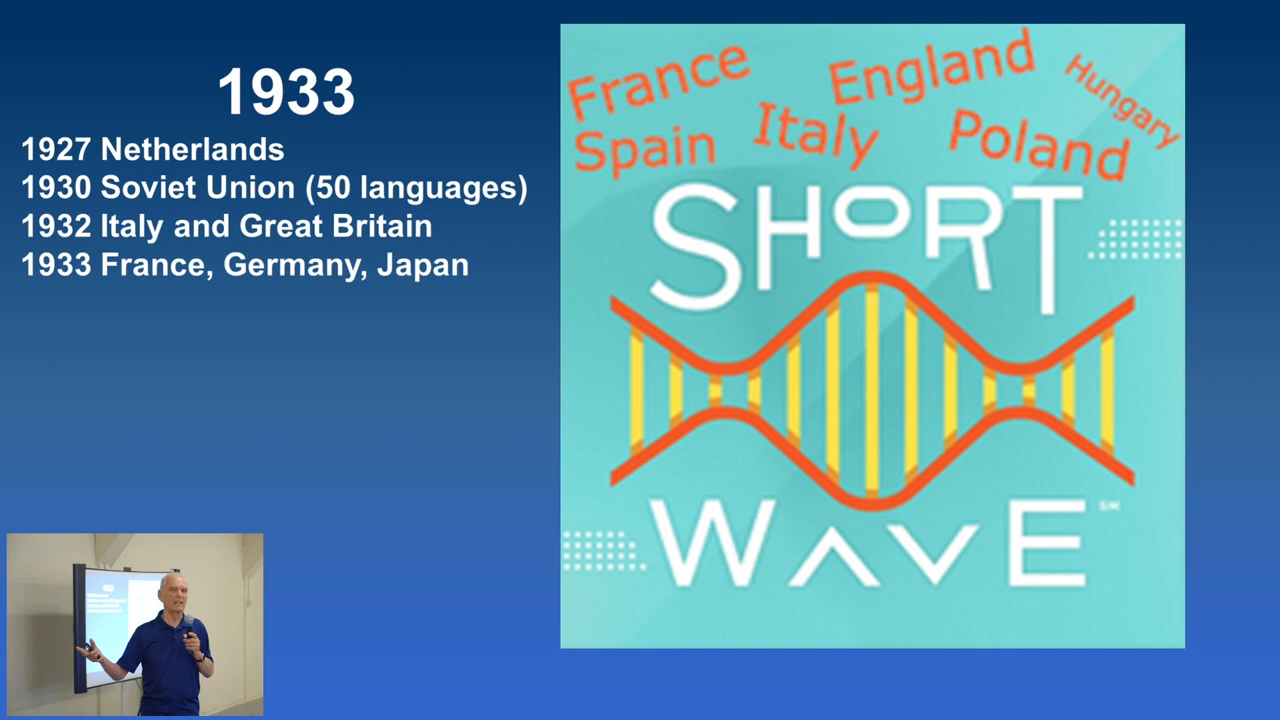 1933
1927 Netherlands
1930 Soviet Union (50 languages)
1932 Italy and Great Britain
1933 France, Germany, Japan
France
England
Hungary
Spain
Italy
Poland
SHORT
WAVE℠